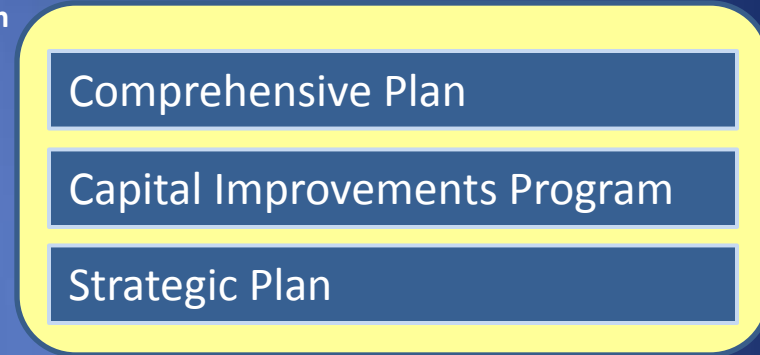 Comprehensive Plan
Capital Improvements Program
Strategic Plan